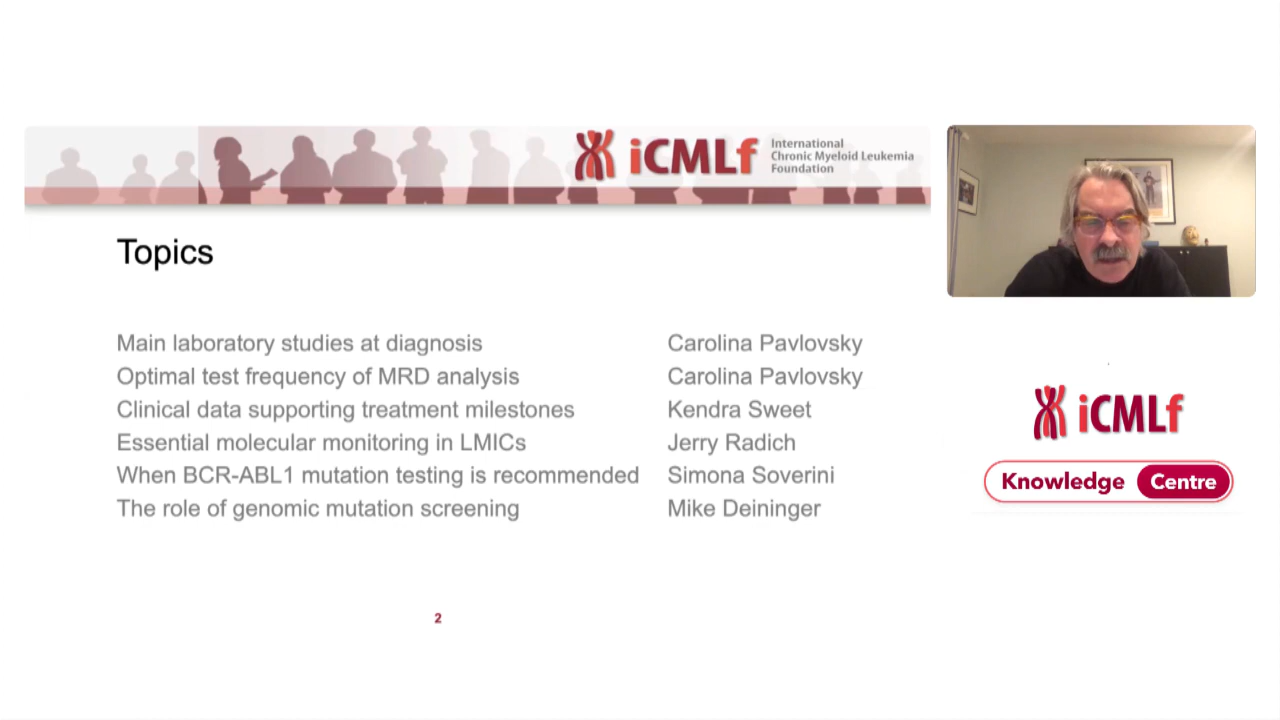 iCMLf
International
Chronic Myeloid Leukemia
Foundation
Topics
Main laboratory studies at diagnosis Carolina Pavlovsky
Optimal test frequency of MRD analysis Carolina Pavlovsky
Clinical data supporting treatment milestones Kendra Sweet
Essential molecular monitoring in LMICs Jerry Radich
When BCR-ABL1 mutation testing is recommended Simona Soverini
The role of genomic mutation screening Mike Deininger
2
iCMLf
Knowledge Centre